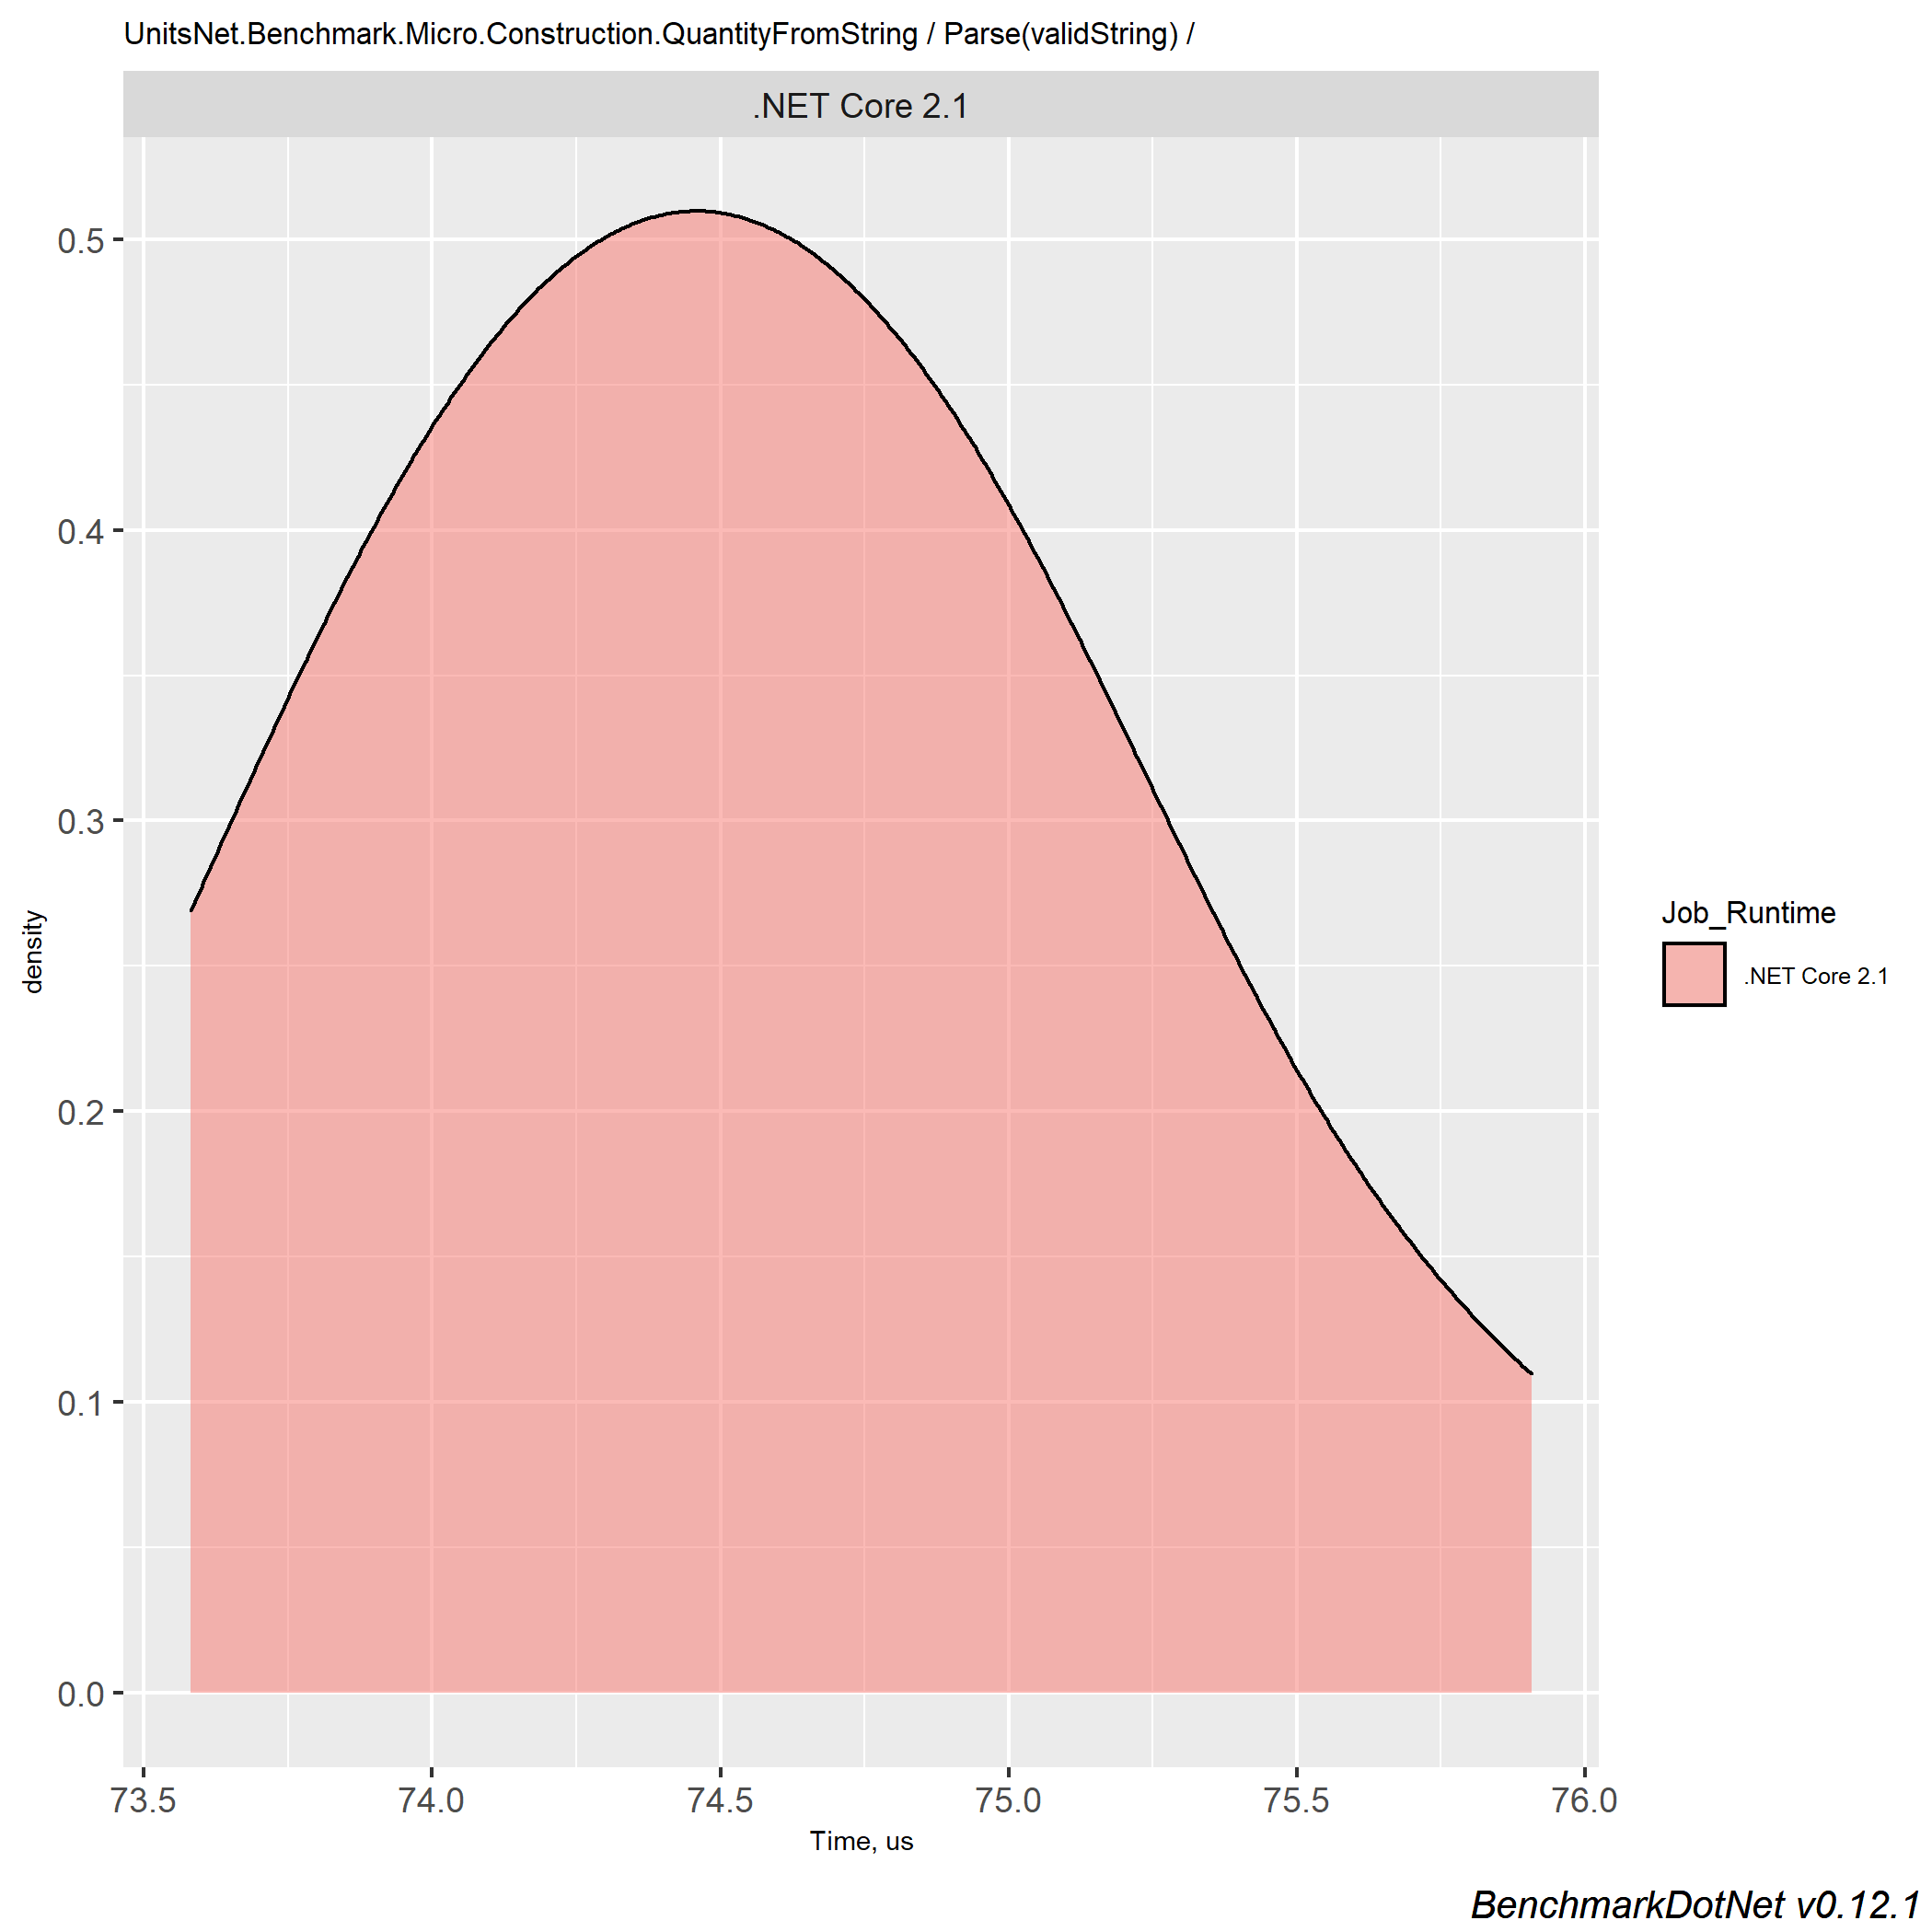 UnitsNet.Benchmark.Micro.Construction.QuantityFromString / Parse(validString) /
.NET Core 2.1
0.5
0.4
0.3
0.2
0.1
0.0
density
73.5 74.0 74.5 75.0 75.5 76.0
Time, us
Job_Runtime
.NET Core 2.1
BenchmarkDotNet v0.12.1